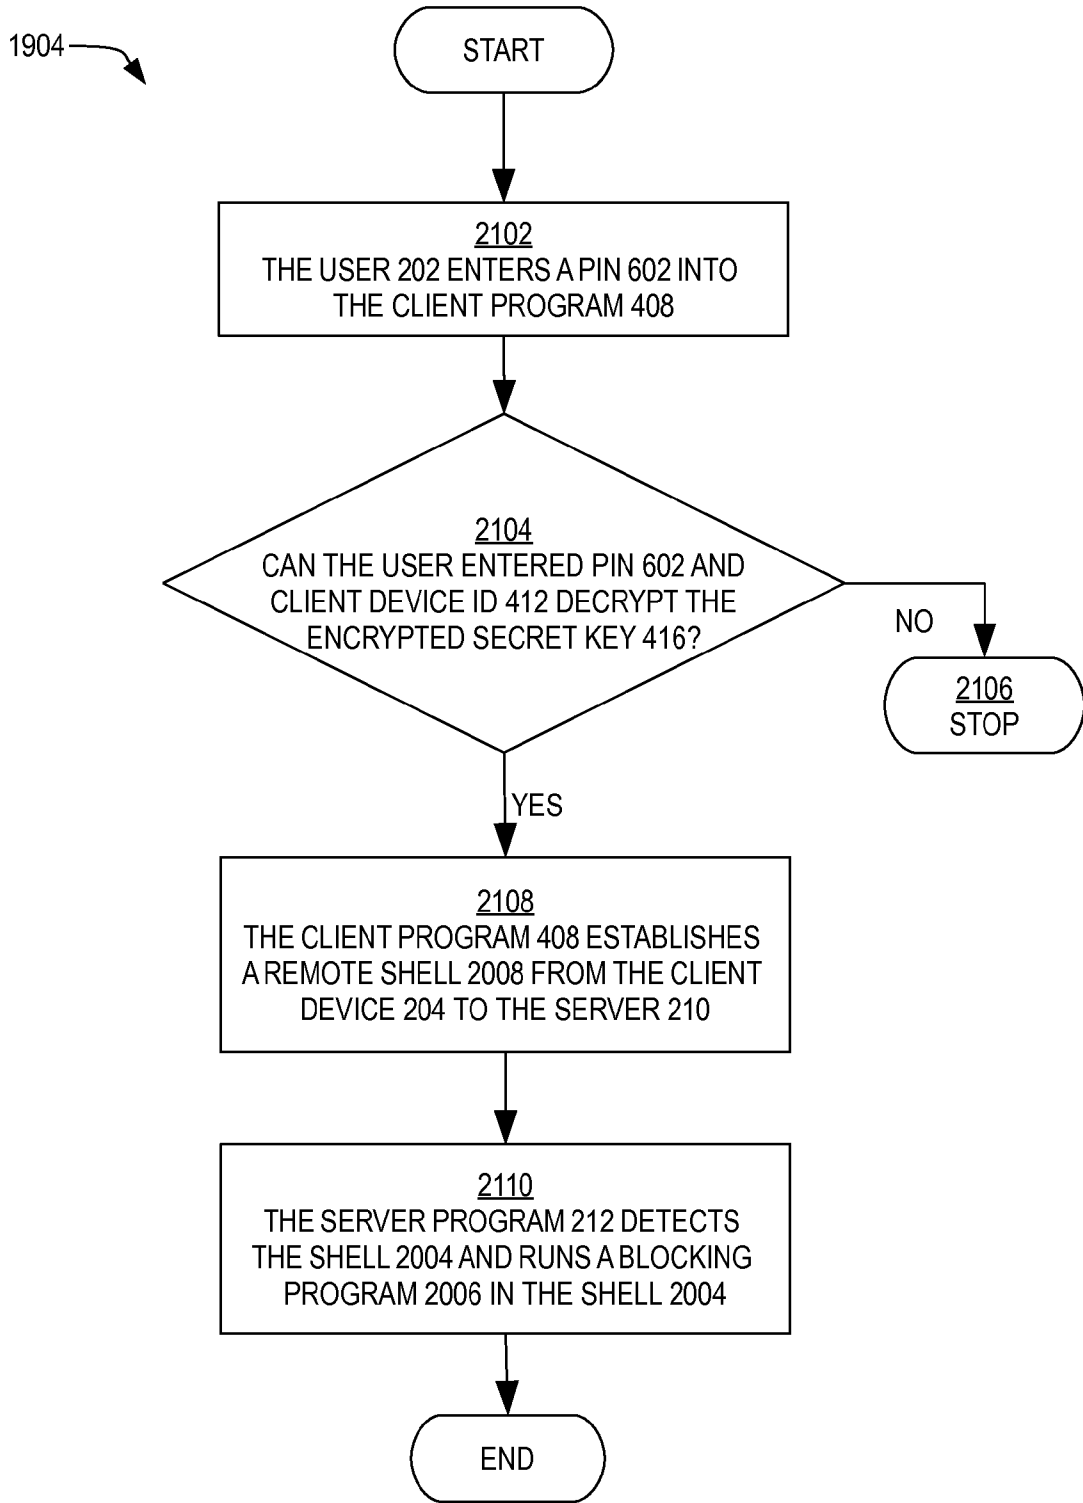 1904
START
2102
THE USER 202 ENTERS A PIN 602 INTO
THE CLIENT PROGRAM 408
2104
CAN THE USER ENTERED PIN 602 AND
CLIENT DEVICE ID 412 DECRYPT THE
ENCRYPTED SECRET KEY 416?
NO
2106
STOP
YES
2108
THE CLIENT PROGRAM 408 ESTABLISHES
A REMOTE SHELL 2008 FROM THE CLIENT
DEVICE 204 TO THE SERVER 210
2110
THE SERVER PROGRAM 212 DETECTS
THE SHELL 2004 AND RUNS A BLOCKING
PROGRAM 2006 IN THE SHELL 2004
END